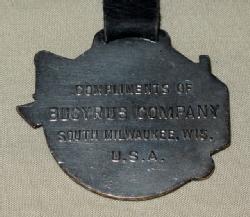 COMPLIMENTS OF
BUCYRUS COMPANY
SOUTH MILWAUKEE, WIS.
U.S.A.